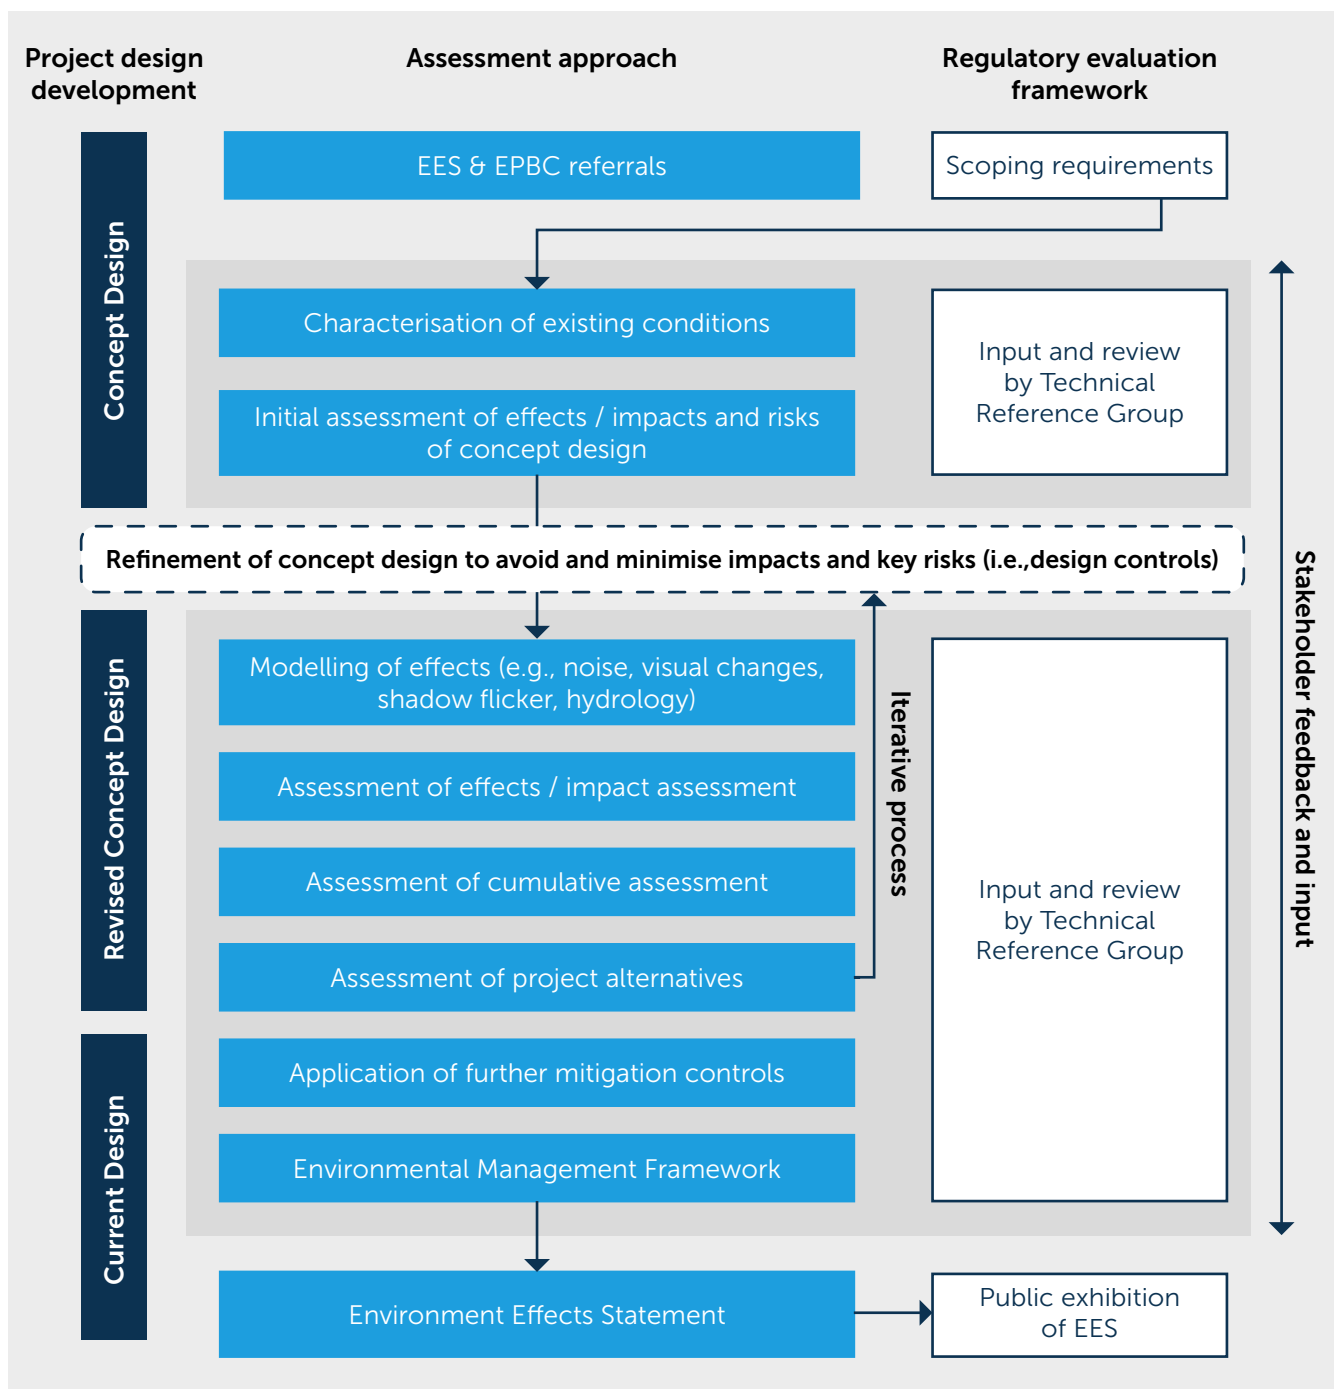 Project design
development
Assessment approach
Regulatory evaluation
framework
Concept Design
EES & EPBC referrals
Scoping requirements
Characterisation of existing conditions
Initial assessment of effects / impacts and risks
of concept design
Input and review
by Technical
Reference Group
Refinement of concept design to avoid and minimise impacts and key risks (i.e.,design controls)
Stakeholder feedback and input
Revised Concept Design
Modelling of effects (e.g., noise, visual changes,
shadow flicker, hydrology)
Assessment of effects / impact assessment
Assessment of cumulative assessment
Assessment of project alternatives
Iterative process
Input and review
by Technical
Reference Group
Current Design
Application of further mitigation controls
Environmental Management Framework
Environment Effects Statement
Public exhibition
of EES